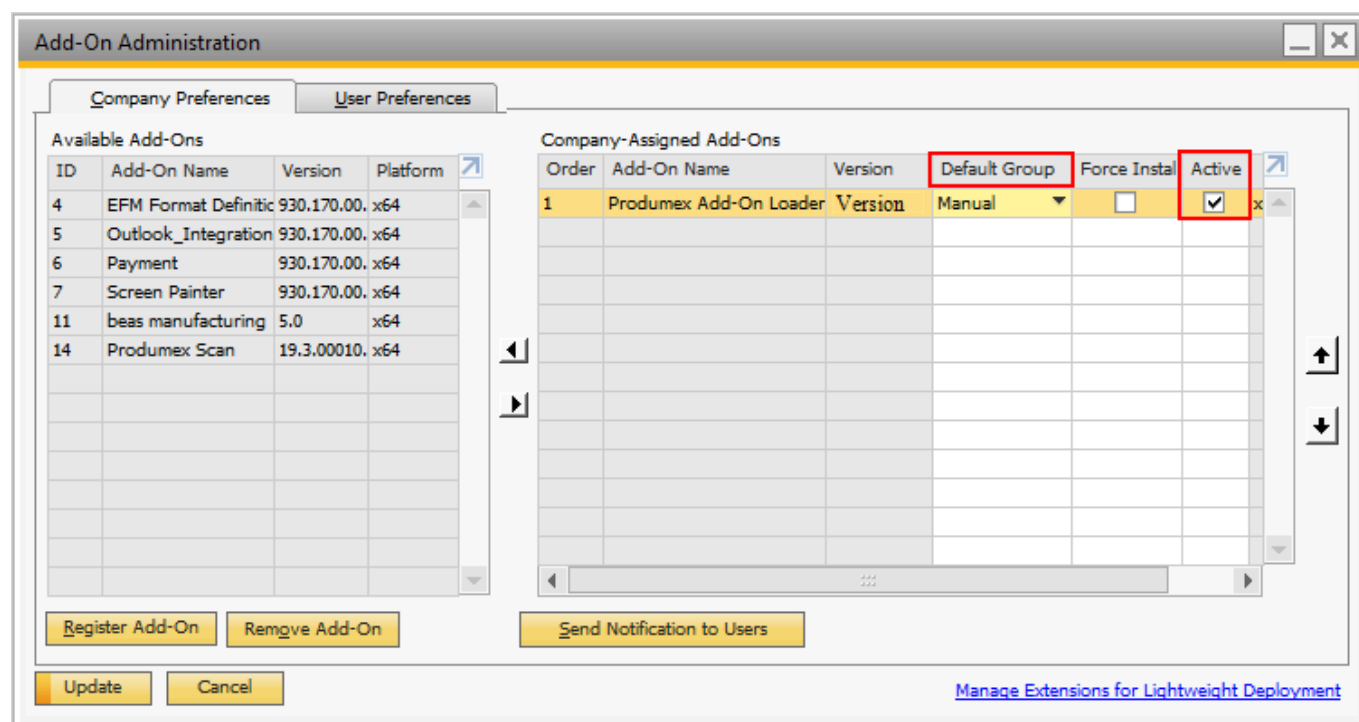 Add-On Administration
Company Preferences User Preferences
Available Add-Ons
ID Add-On Name Version Platform
4 EFM Format Definitic 930.170.00. x64
5 Outlook_Integration 930.170.00. x64
6 Payment 930.170.00. x64
7 Screen Painter 930.170.00. x64
11 beas manufacturing 5.0 x64
14 Produmex Scan 19.3.00010. x64
Company-Assigned Add-Ons
Order Add-On Name Version Default Group Force Instal Active
1 Produmex Add-On Loader Version Manual x
Register Add-On Remove Add-On
Send Notification to Users
Update Cancel
Manage Extensions for Lightweight Deployment